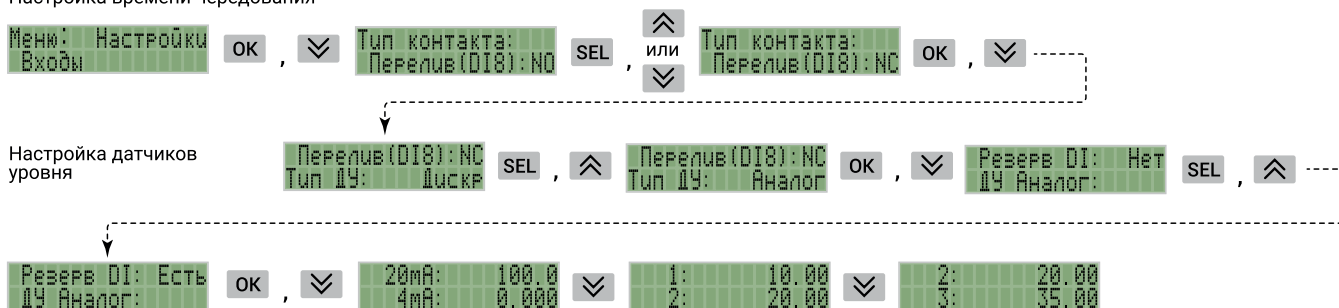 Настройка времени чередования
Меню: Настройки
Входы
OK ,
Тип контакта:
Перелив(DI8):NO
SEL ,
или
Тип контакта:
Перелив(DI8):NC
OK ,
Настройка датчиков
уровня
Перелив(DI8):NC
Тип ДУ: Дискр
SEL ,
Перелив(DI8):NC
Тип ДУ: Аналог
OK ,
Резерв DI: Нет
ДУ Аналог:
SEL ,
Резерв DI: Есть
ДУ Аналог:
OK ,
20mA: 100.0
4mA: 0.000
1: 10.00
2: 20.00
2: 20.00
3: 35.00